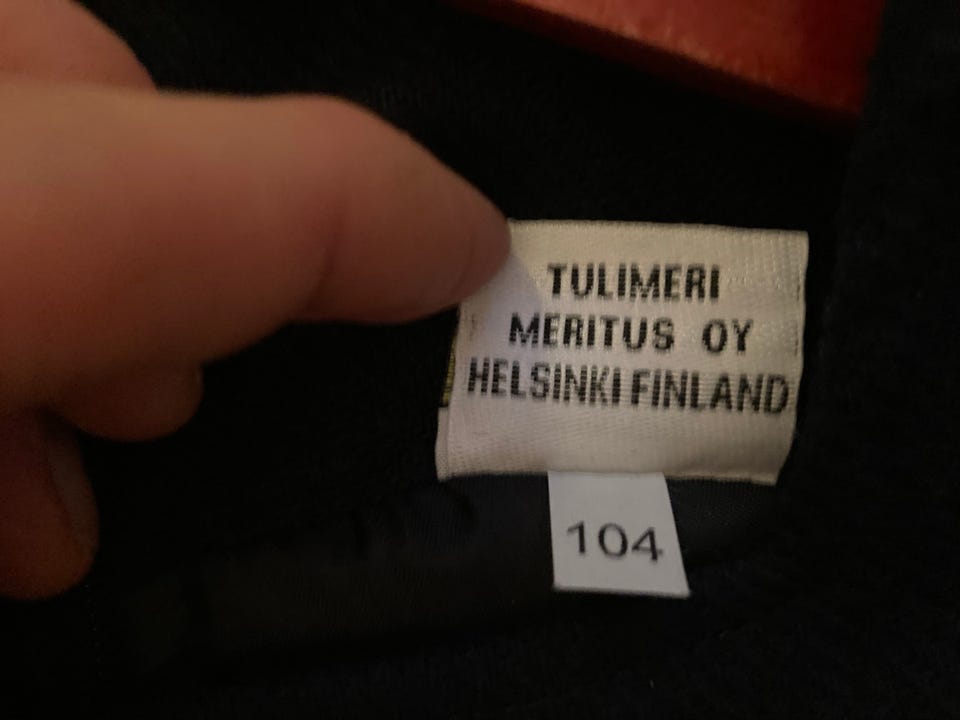 TULIMERI
MERITUS OY
HELSINKI FINLAND
104